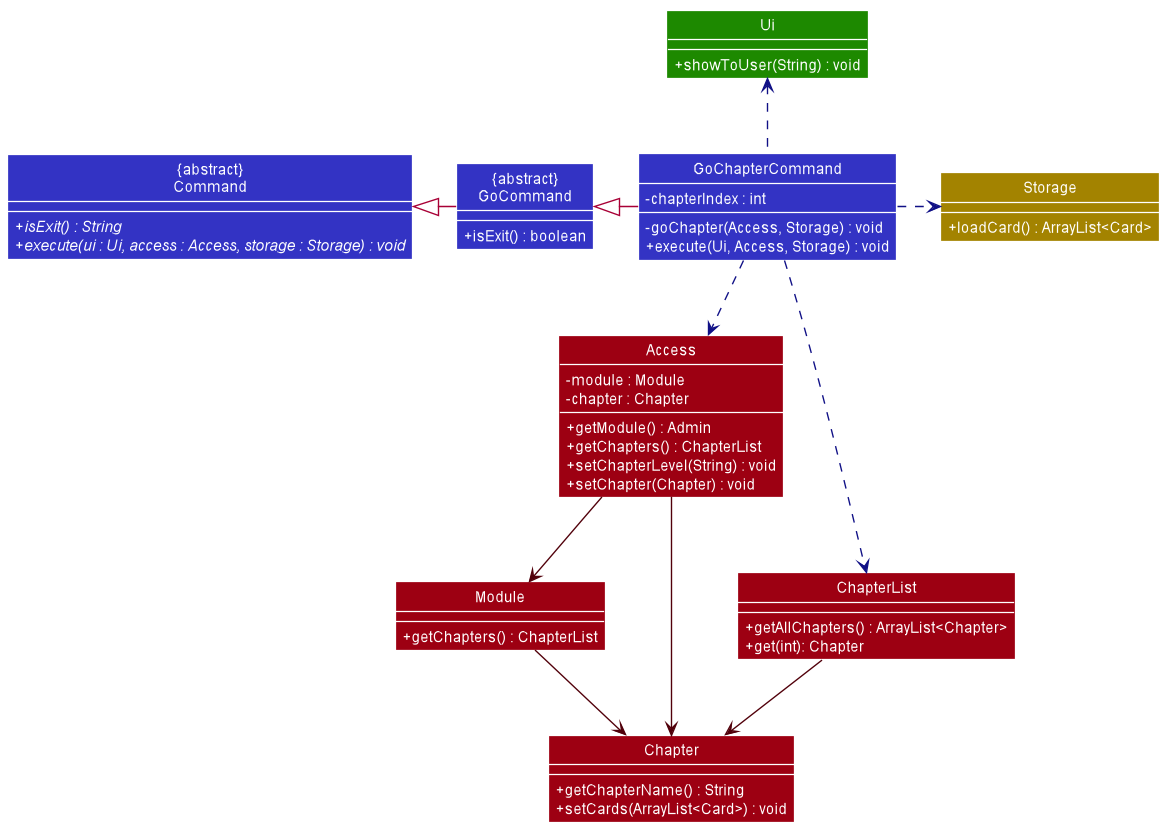 Ui
+showToUser(String) : void
{abstract}
Command
+isExit() : String
+execute(ui : Ui, access : Access, storage : Storage) : void
{abstract}
GoCommand
+isExit() : boolean
GoChapterCommand
-chapterIndex : int
-goChapter(Access, Storage) : void
+execute(Ui, Access, Storage) : void
Storage
+loadCard() : ArrayList<Card>
Access
-module : Module
-chapter : Chapter
+getModule() : Admin
+getChapters() : ChapterList
+setChapterLevel(String) : void
+setChapter(Chapter) : void
Module
+getChapters() : ChapterList
ChapterList
+getAllChapters() : ArrayList<Chapter>
+get(int): Chapter
Chapter
+getChapterName() : String
+setCards(ArrayList<Card>) : void